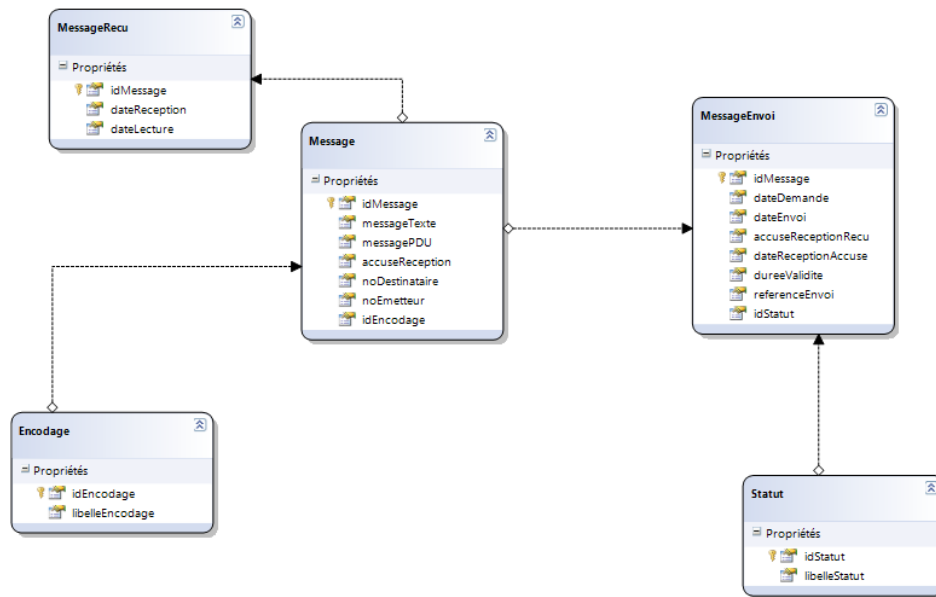 MessageRecu
Propriétés
idMessage
dateReception
dateLecture
Message
Propriétés
idMessage
messageTexte
messagePDU
accuseReception
noDestinataire
noEmetteur
idEncodage
MessageEnvoi
Propriétés
idMessage
dateDemande
dateEnvoi
accuseReceptionRecu
dateReceptionAccuse
dureeValidite
referenceEnvoi
idStatut
Encodage
Propriétés
idEncodage
libelleEncodage
Statut
Propriétés
idStatut
libelleStatut